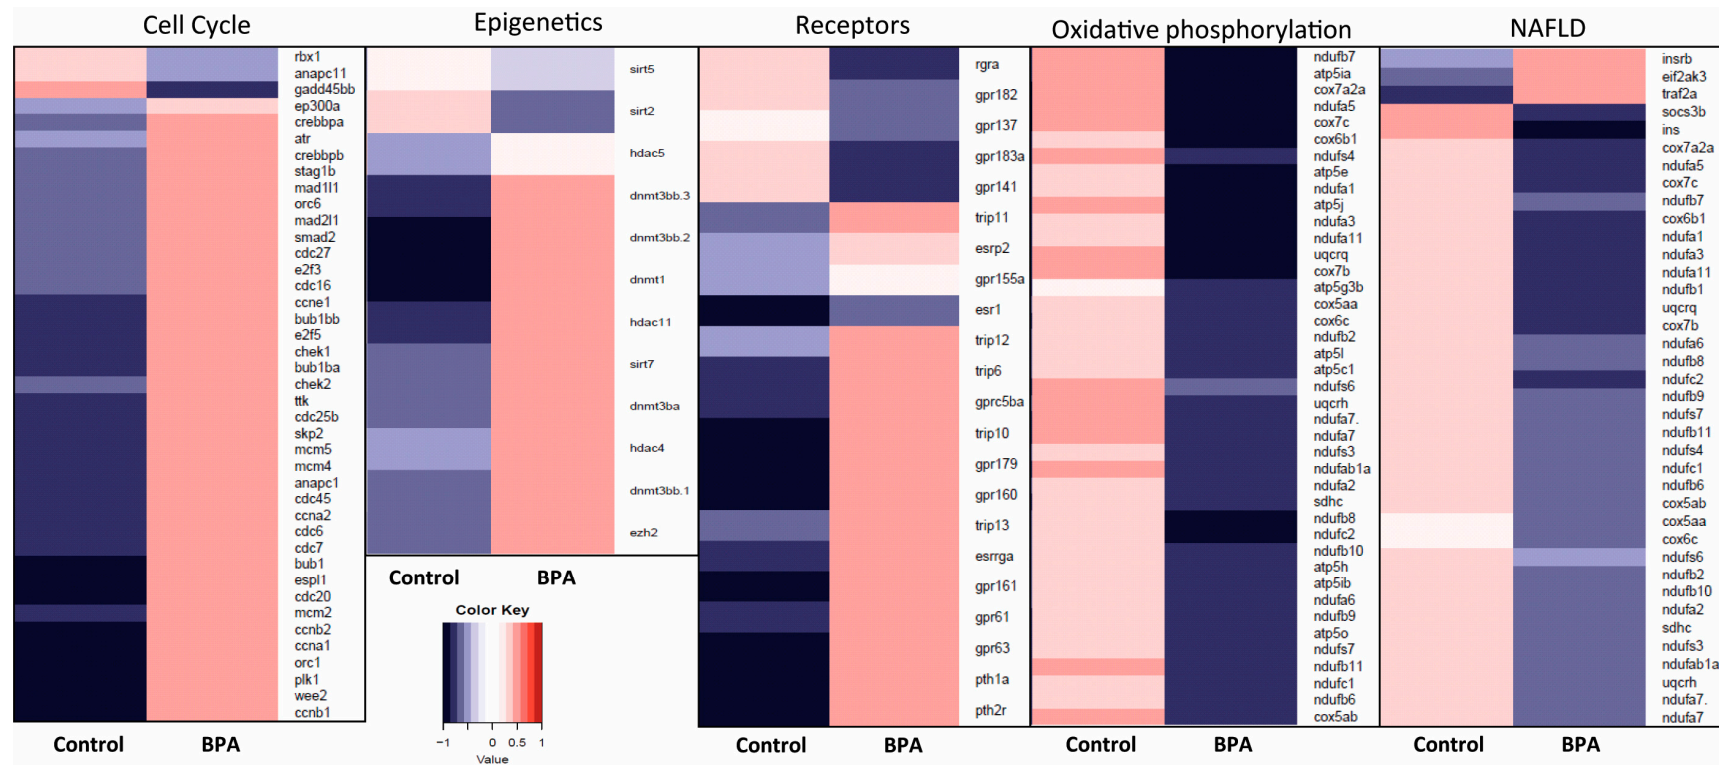 Cell Cycle
rbx1
anapc11
gadd45bb
ep300a
crebbpa
atr
crebbpb
stag1b
mad1l1
orc6
mad2l1
smad2
cdc27
e2f3
cdc16
ccne1
bub1bb
e2f5
chek1
bub1ba
chek2
ttk
cdc25b
skp2
mcm5
mcm4
anapc1
cdc45
ccna2
cdc6
cdc7
bub1
espl1
cdc20
mcm2
ccnb2
ccna1
orc1
plk1
wee2
ccnb1
Control BPA
Epigenetics
sirt5
sirt2
hdac5
dnmt3bb.3
dnmt3bb.2
dnmt1
hdac11
sirt7
dnmt3ba
hdac4
dnmt3bb.1
ezh2
Control BPA
Color Key
−1 0 0.5 1
Value
Receptors
rgra
gpr182
gpr137
gpr183a
gpr141
trip11
esrp2
gpr155a
esr1
trip12
trip6
gprc5ba
trip10
gpr179
gpr160
trip13
esrrga
gpr161
gpr61
gpr63
pth1a
pth2r
Control BPA
Oxidative phosphorylation
ndufb7
atp5ia
cox7a2a
ndufa5
cox7c
cox6b1
ndufs4
atp5e
ndufa1
atp5j
ndufa3
ndufa11
uqcrq
cox7b
atp5g3b
cox5aa
cox6c
ndufb2
atp5l
atp5c1
ndufs6
uqcrh
ndufa7.
ndufa7
ndufs3
ndufab1a
ndufa2
sdhc
ndufb8
ndufc2
ndufb10
atp5h
atp5ib
ndufa6
ndufb9
atp5o
ndufs7
ndufb11
ndufc1
ndufb6
cox5ab
Control BPA
NAFLD
insrb
eif2ak3
traf2a
socs3b
ins
cox7a2a
ndufa5
cox7c
ndufb7
cox6b1
ndufa1
ndufa3
ndufa11
ndufb1
uqcrq
cox7b
ndufa6
ndufb8
ndufc2
ndufb9
ndufs7
ndufb11
ndufs4
ndufc1
ndufb6
cox5ab
cox5aa
cox6c
ndufs6
ndufb2
ndufb10
ndufa2
sdhc
ndufs3
ndufab1a
uqcrh
ndufa7.
ndufa7
Control BPA